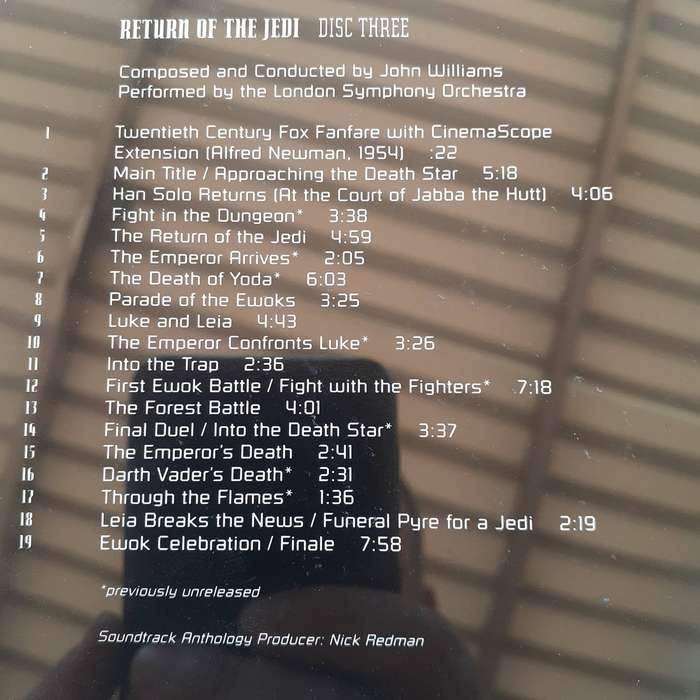 RETURN OF THE JEDI DISC THREE
Composed and Conducted by John Williams
Performed by the London Symphony Orchestra
1 Twentieth Century Fox Fanfare with CinemaScope
Extension (Alfred Newman, 1954) :22
2 Main Title / Approaching the Death Star 5:18
3 Han Solo Returns (At the Court of Jabba the Hutt) 4:06
4 Fight in the Dungeon* 3:38
5 The Return of the Jedi 4:59
6 The Emperor Arrives* 2:05
7 The Death of Yoda* 6:03
8 Parade of the Ewoks 3:25
9 Luke and Leia 4:43
10 The Emperor Confronts Luke* 3:26
11 Into the Trap 2:36
12 First Ewok Battle / Fight with the Fighters* 7:18
13 The Forest Battle 4:01
14 Final Duel / Into the Death Star* 3:37
15 The Emperor's Death 2:41
16 Darth Vader's Death* 2:31
17 Through the Flames* 1:36
18 Leia Breaks the News / Funeral Pyre for a Jedi 2:19
19 Ewok Celebration / Finale 7:58
*previously unreleased
Soundtrack Anthology Producer: Nick Redman